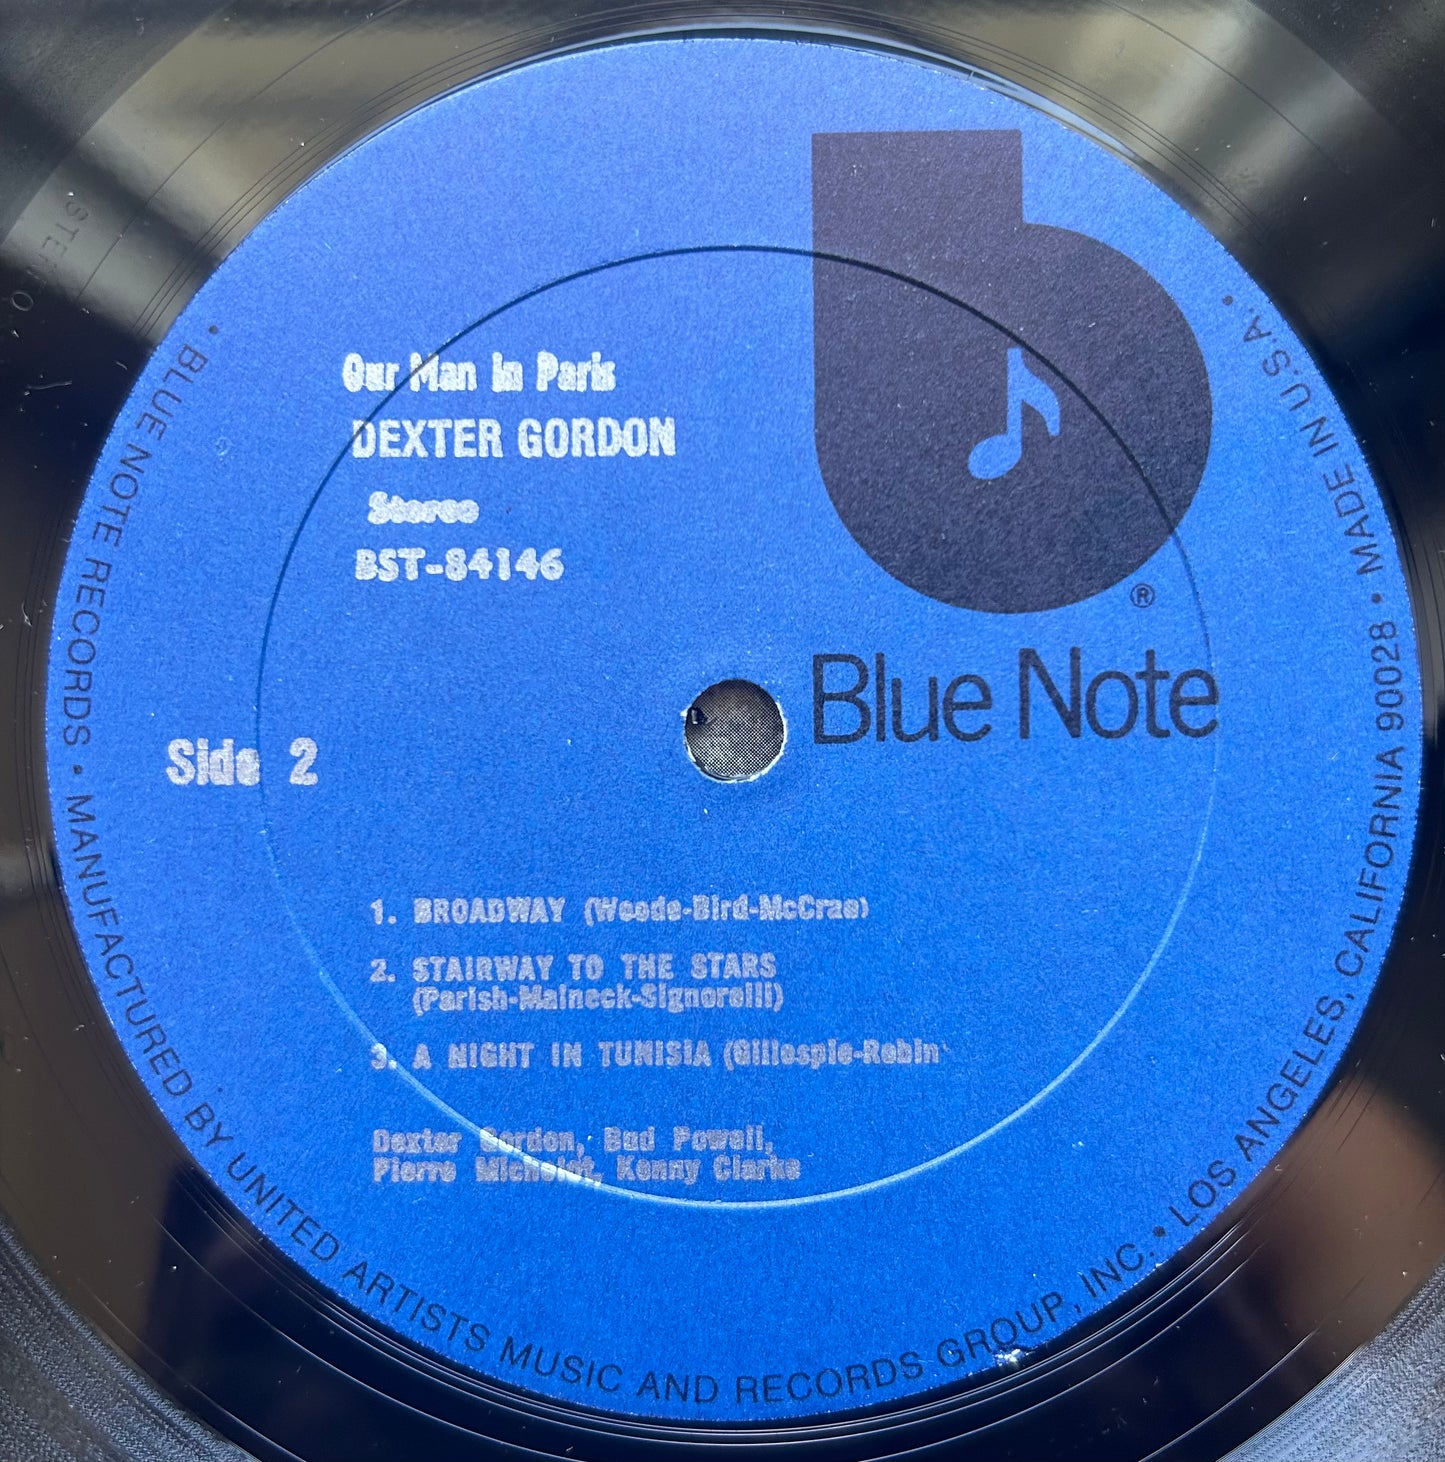 Our Man in Paris
DEXTER GORDON
Stereo
BST-84146
Side 2
®
Blue Note
1. BROADWAY (Woode-Bird-McCrae)
2. STAIRWAY TO THE STARS
(Parish-Malneck-Signorelli)
3. A NIGHT IN TUNISIA (Gillespie-Robin
Dexter Gordon, Bud Powell,
Pierre Michelot, Kenny Clarke
• BLUE NOTE RECORDS • MANUFACTURED BY UNITED ARTISTS MUSIC AND RECORDS GROUP, INC. • LOS ANGELES, CALIFORNIA 90028 • MADE IN U.S.A. •
STEREO